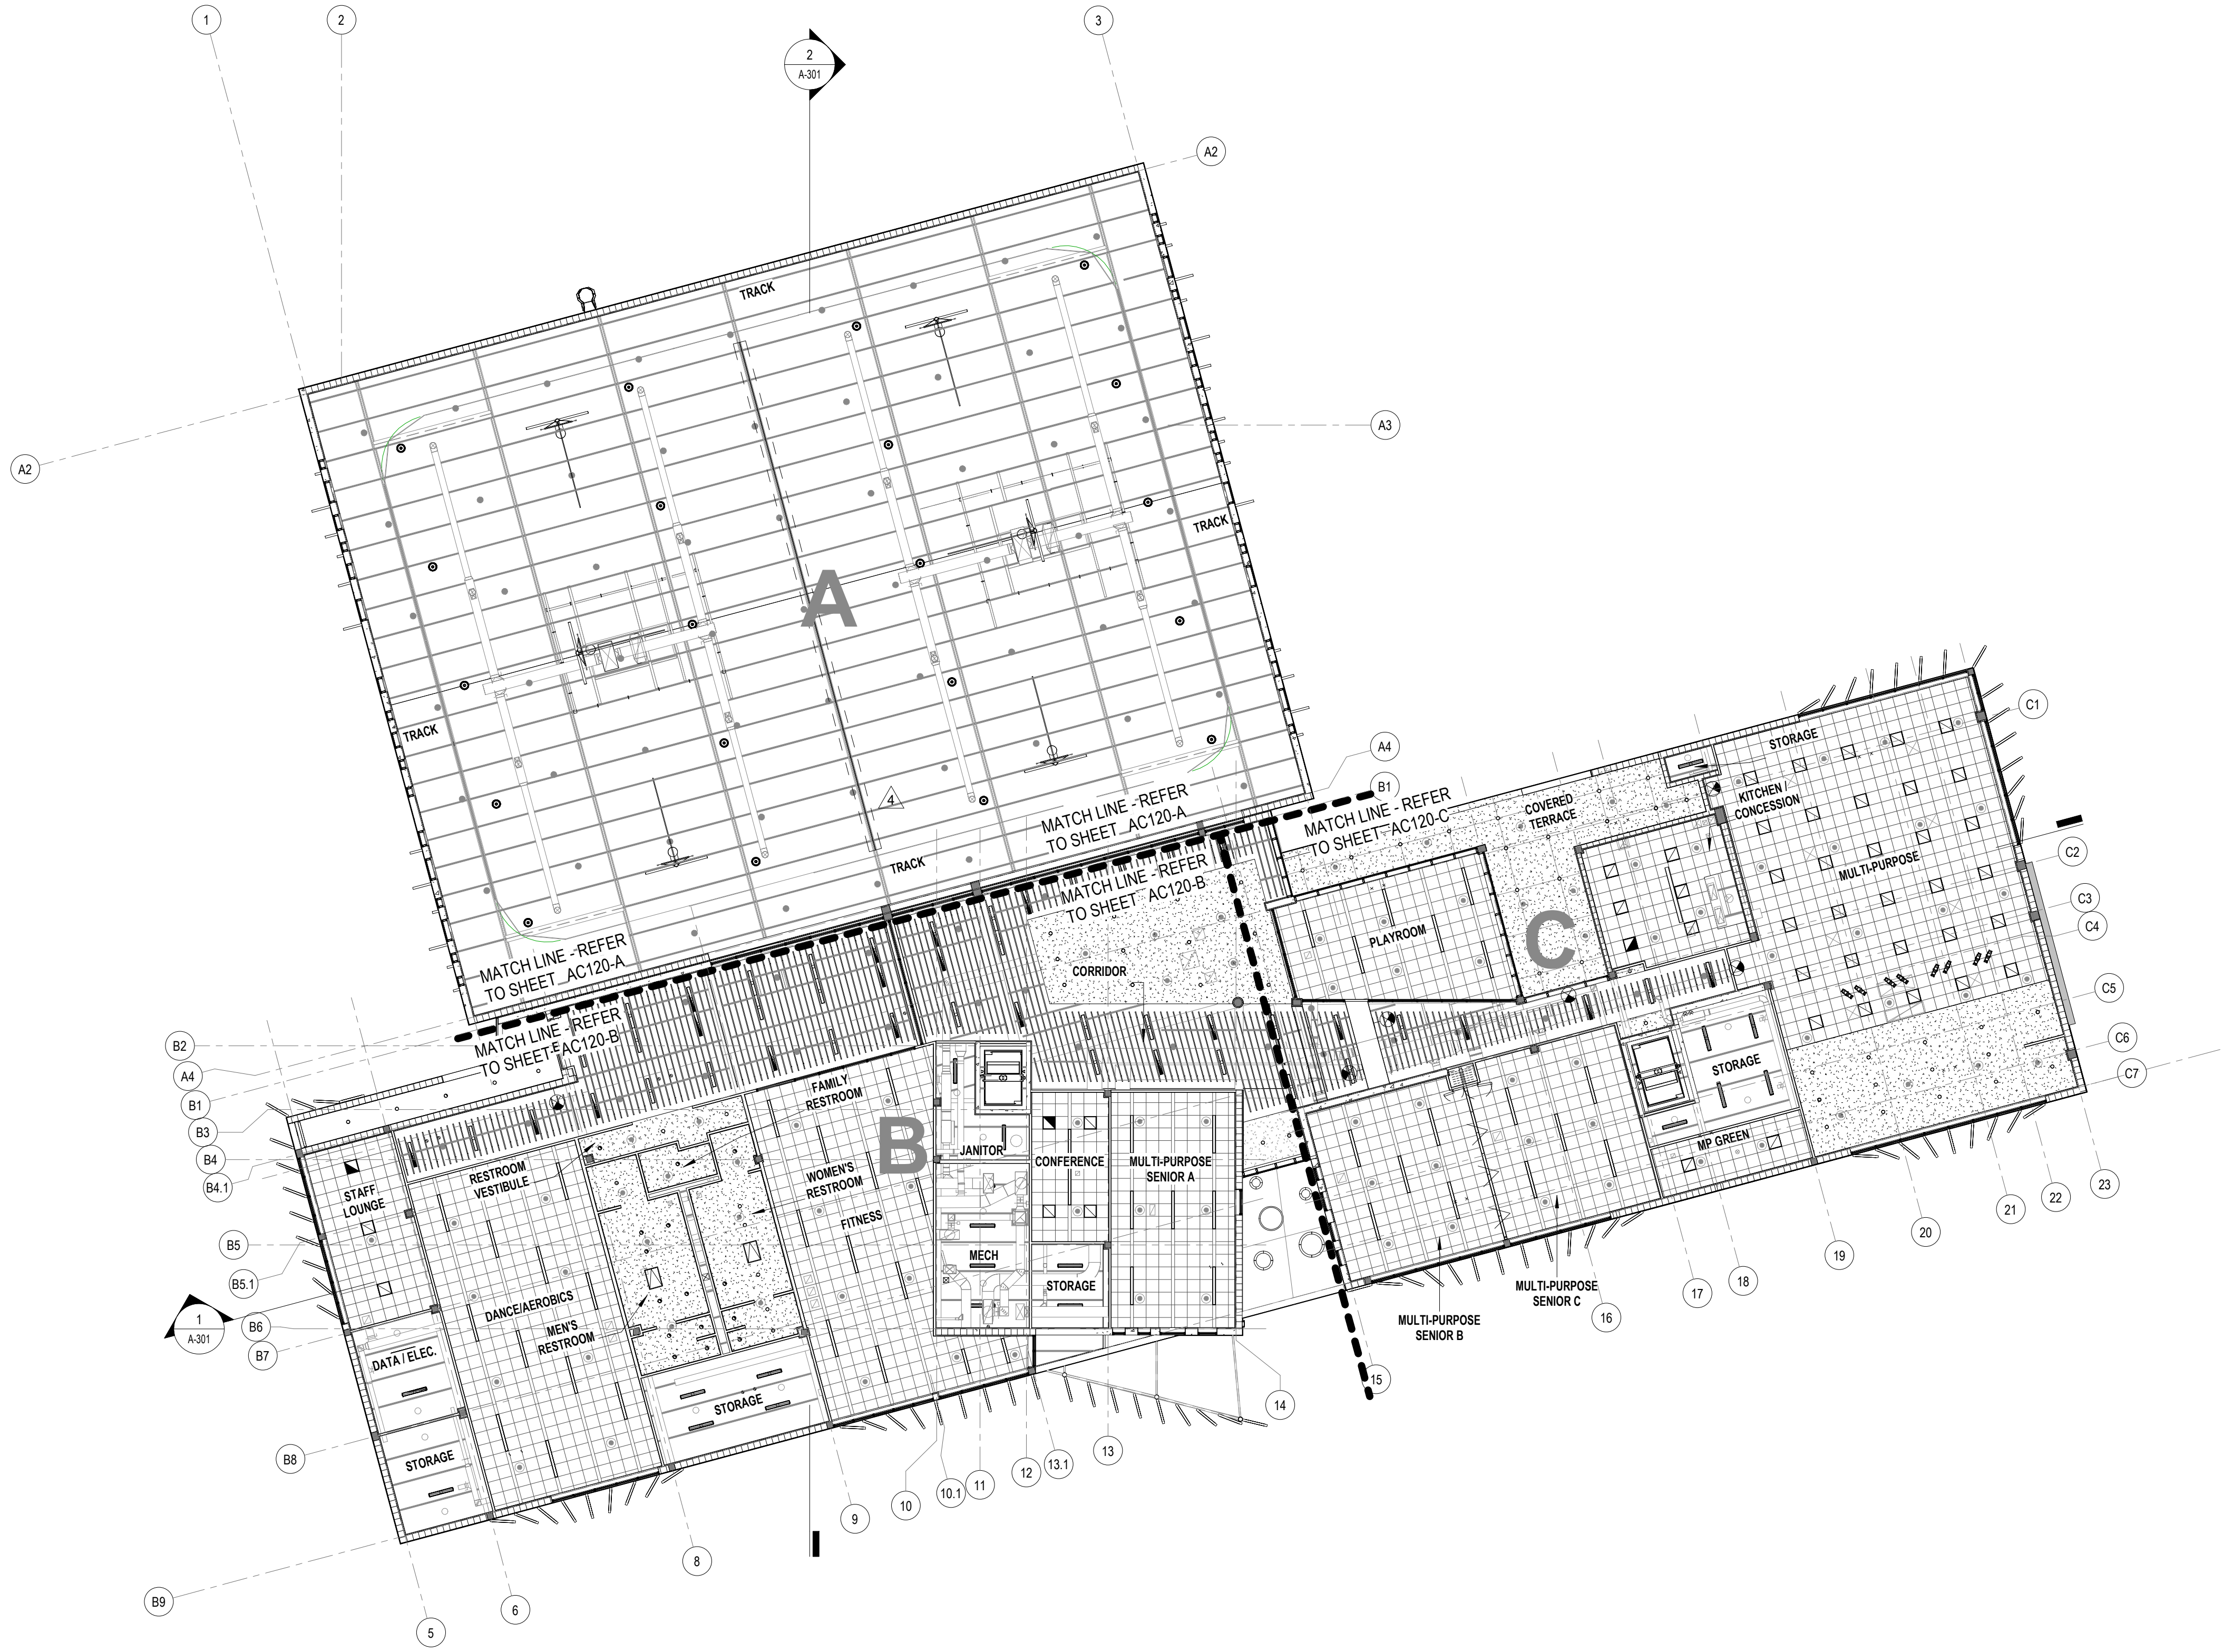 1
2
3
2
A-301
A2
TRACK
A3
A2
TRACK
A
C1
TRACK
STORAGE
A4
4
B1
MATCH LINE - REFER
TO SHEET AC120-A
MATCH LINE - REFER
TO SHEET AC120-C
COVERED
TERRACE
KITCHEN /
CONCESSION
C2
TRACK
MATCH LINE - REFER
TO SHEET AC120-B
MULTI-PURPOSE
C3
C4
PLAYROOM
C
MATCH LINE - REFER
TO SHEET AC120-A
CORRIDOR
C5
MATCH LINE - REFER
TO SHEET AC120-B
B2
C6
A4
C7
STORAGE
B1
FAMILY
RESTROOM
B3
B
JANITOR
MP GREEN
B4
CONFERENCE
MULTI-PURPOSE
SENIOR A
B4.1
RESTROOM
VESTIBULE
WOMEN'S
RESTROOM
STAFF
LOUNGE
FITNESS
23
22
21
20
19
B5
MECH
B5.1
STORAGE
18
17
DANCE/AEROBICS
MULTI-PURPOSE
SENIOR C
16
1
A-301
B6
MEN'S
RESTROOM
MULTI-PURPOSE
SENIOR B
B7
DATA / ELEC.
15
STORAGE
14
B8
STORAGE
13
13.1
12
11
10.1
10
9
8
B9
6
5